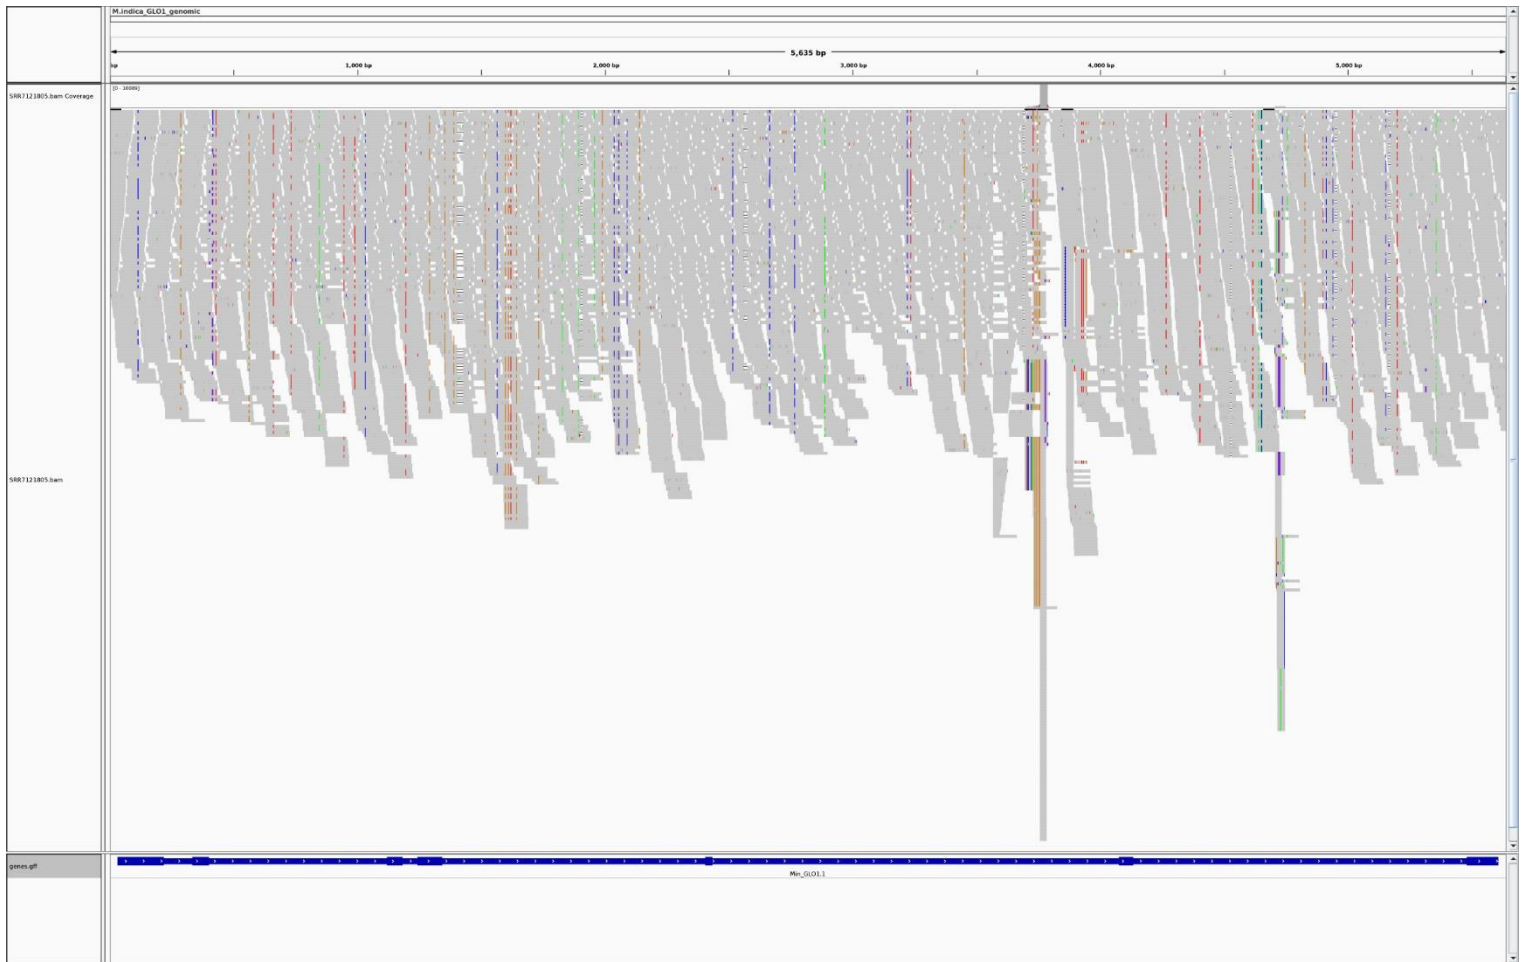 M.indica_GLO1_genomic
5,635 bp
bp
1,000 bp
2,000 bp
3,000 bp
4,000 bp
5,000 bp
SRR7121805.bam Coverage
SRR7121805.bam
genes.gff
Min_GLO1.1